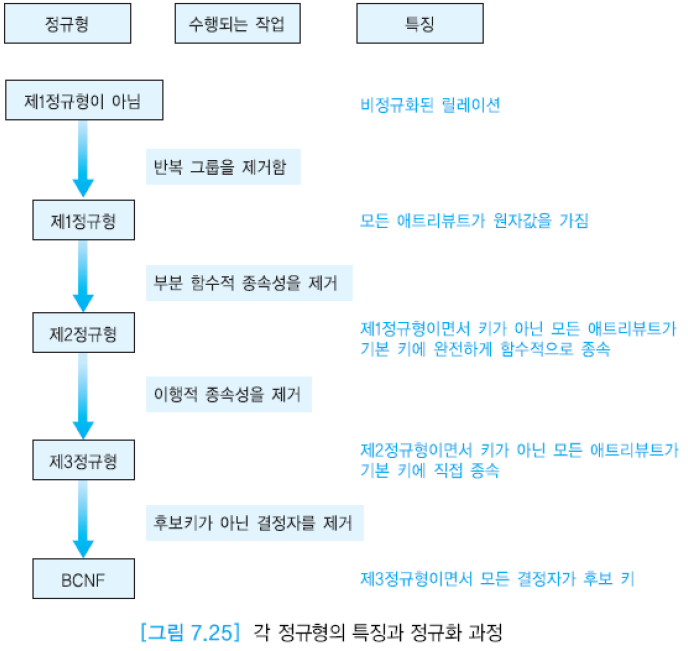 정규형
수행되는 작업
특징
제1정규형이 아님
비정규화된 릴레이션
반복 그룹을 제거함
제1정규형
모든 애트리뷰트가 원자값을 가짐
부분 함수적 종속성을 제거
제2정규형
제1정규형이면서 키가 아닌 모든 애트리뷰트가
기본 키에 완전하게 함수적으로 종속
이행적 종속성을 제거
제3정규형
제2정규형이면서 키가 아닌 모든 애트리뷰트가
기본 키에 직접 종속
후보키가 아닌 결정자를 제거
BCNF
제3정규형이면서 모든 결정자가 후보 키
[그림 7.25] 각 정규형의 특징과 정규화 과정